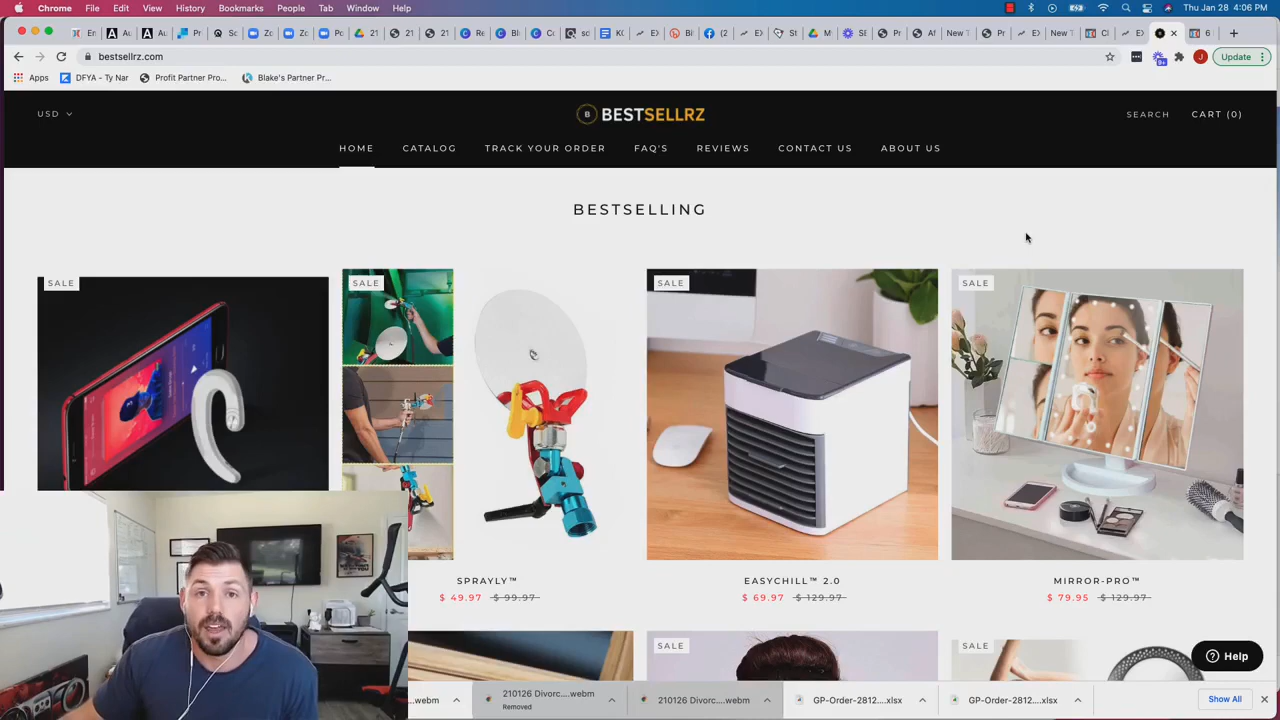 Chrome File Edit View History Bookmarks People Tab Window Help Thu Jan 28 4:06 PM
bestsellrz.com Update
Apps DFYA – Ty Nar Profit Partner Pro... Blake's Partner Pr...
USD BESTSELLRZ SEARCH CART (0)
HOME CATALOG TRACK YOUR ORDER FAQ'S REVIEWS CONTACT US ABOUT US
BESTSELLING
SALE SALE SALE SALE
SPRAYLY™ EASYCHILL™ 2.0 MIRROR-PRO™
$ 49.97 $ 99.97 $ 69.97 $ 129.97 $ 79.95 $ 129.97
SALE SALE
Help
210126 Divorc....webm
Removed
210126 Divorc....webm GP-Order-2812....xlsx GP-Order-2812....xlsx Show All